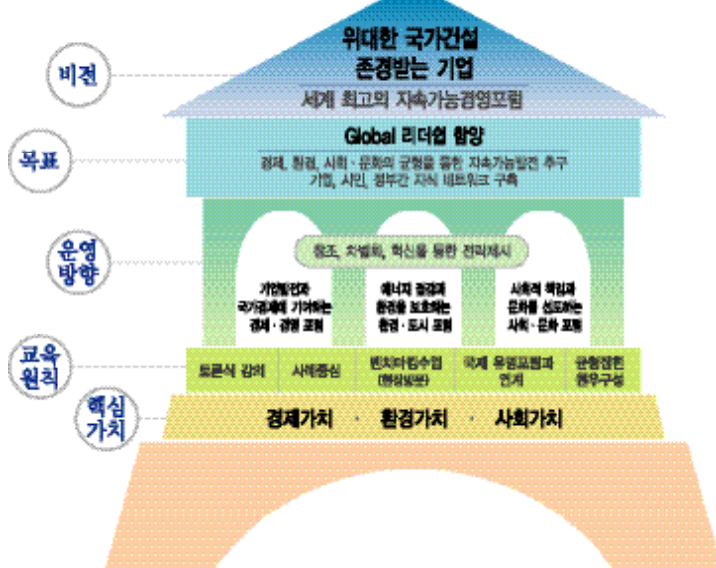 위대한 국가건설
존경받는 기업
비전
세계 최고의 지속가능경영포럼
Global 리더쉽 함양
목표
경제, 환경, 사회 · 문화의 균형을 통한 지속가능발전 추구
기업, 시민, 정부간 지식 네트워크 구축
운영
방향
창조, 차별화, 혁신을 통한 전략제시
기업발전과
국가경제에 기여하는
경제 · 경영 포럼
에너지 절감과
환경을 보호하는
환경 · 도시 포럼
사회적 책임과
문화를 선도하는
사회 · 문화 포럼
교육
원칙
토론식 강의
사례중심
벤치마킹수업
(현장방문)
국제 유명포럼과
연계
균형잡힌
원우구성
핵심
가치
경제가치 · 환경가치 · 사회가치